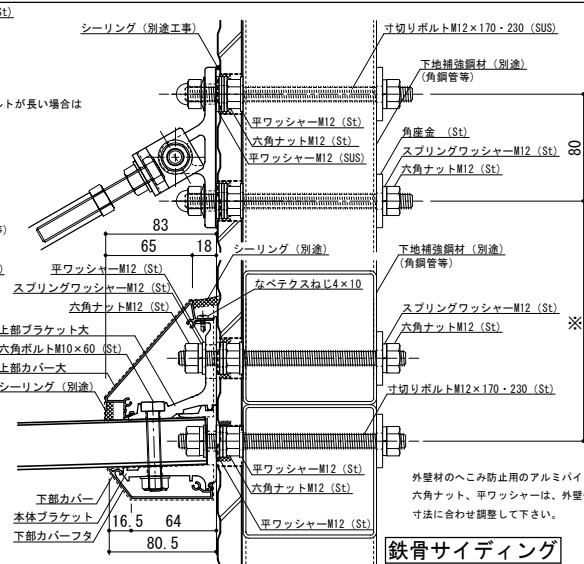 St)
シーリング（別途工事）
寸切りボルトM12×170・230（SUS）
下地補強鋼材（別途）
（角鋼管等）
ルトが長い場合は
平ワッシャーM12（St）
六角ナットM12（St）
平ワッシャーM12（SUS）
角座金（St）
スプリングワッシャーM12（St）
六角ナットM12（St）
80
83
65
18
シーリング（別途）
下地補強鋼材（別途）
（角鋼管等）
平ワッシャーM12（St）
スプリングワッシャーM12（St）
六角ナットM12（St）
なべテクスねじ4×10
上部ブラケット大
六角ボルトM10×60（St）
上部カバー大
シーリング（別途）
スプリングワッシャーM12（St）
六角ナットM12（St）
※
寸切りボルトM12×170・230（St）
平ワッシャーM12（St）
六角ナットM12（St）
平ワッシャーM12（St）
下部カバー
本体ブラケット
下部カバーフタ
16.5
64
80.5
外壁材のへこみ防止用のアルミパイ
六角ナット、平ワッシャーは、外壁
寸法に合わせ調整して下さい。
鉄骨サイディング